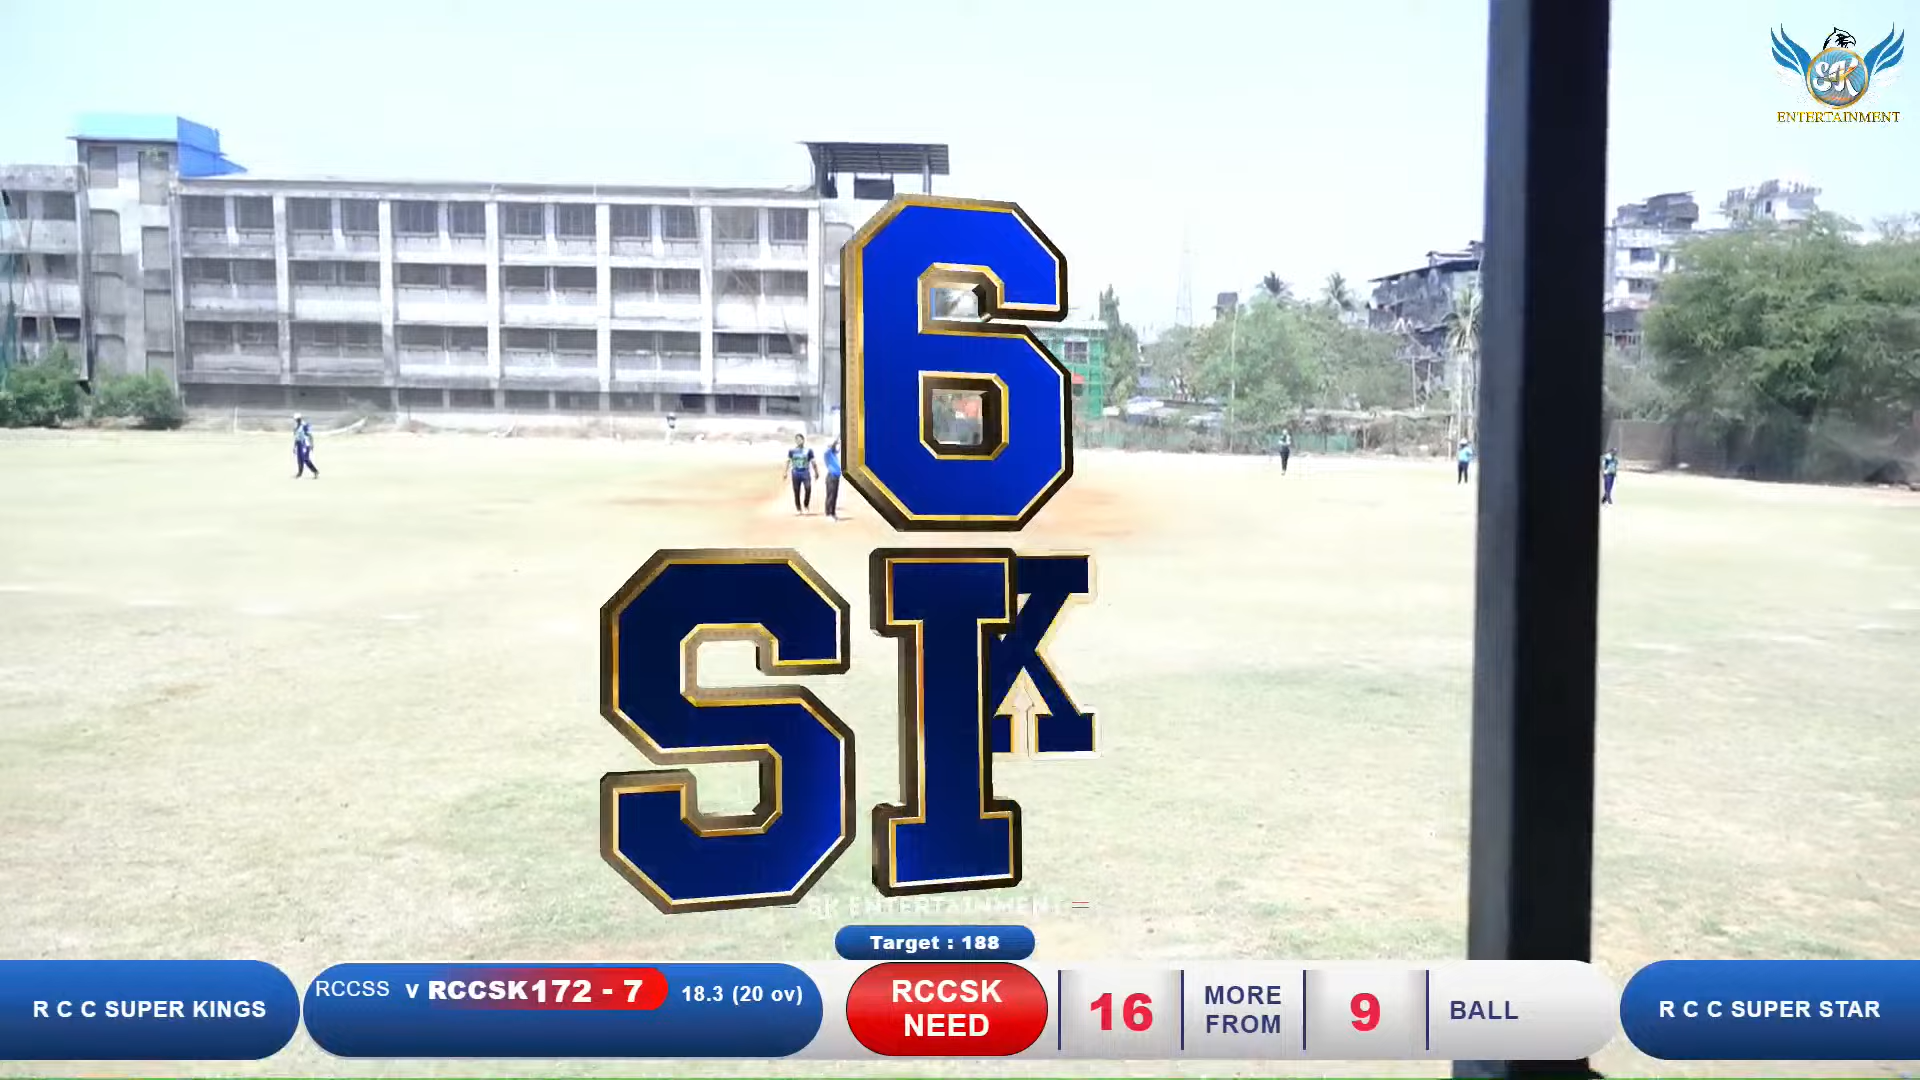 SK
ENTERTAINMENT
6
SI
K
SK ENTERTAINMENT
Target : 188
R C C SUPER KINGS
RCCSS v RCCSK 172 - 7 18.3 (20 ov)
RCCSK NEED
16
MORE FROM
9
BALL
R C C SUPER STAR